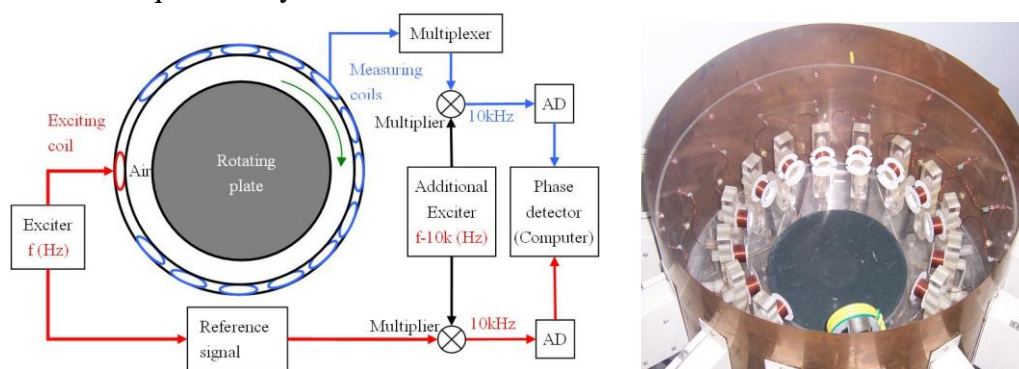 Multiplexer
Measuring
coils
Multiplier
10kHz
AD
Exciting
coil
Air
Rotating
plate
Exciter
f (Hz)
Additional
Exciter
f-10k (Hz)
Phase
detector
(Computer)
Reference
signal
Multiplier
10kHz
AD